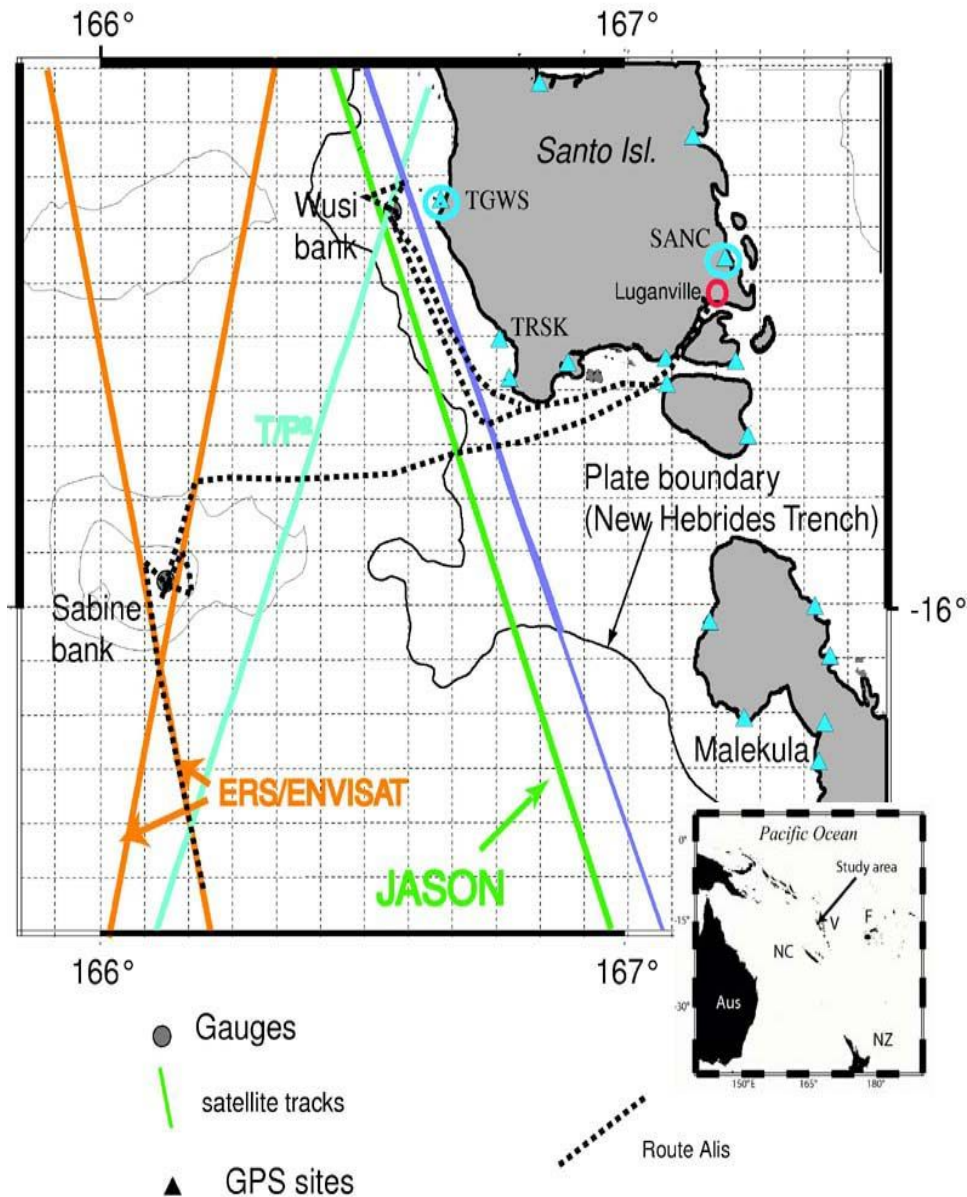 166°
167°
Santo Isl.
Wusi
bank
TGWS
SANC
Luganville
TRSK
Plate boundary
(New Hebrides Trench)
-16°
Sabine
bank
Malekula
ERS/ENVISAT
JASON
166°
167°
Pacific Ocean
Study area
0°
-15°
-30°
V
F
NC
Aus
NZ
150°E
165°
180°
Gauges
satellite tracks
GPS sites
Route Alis